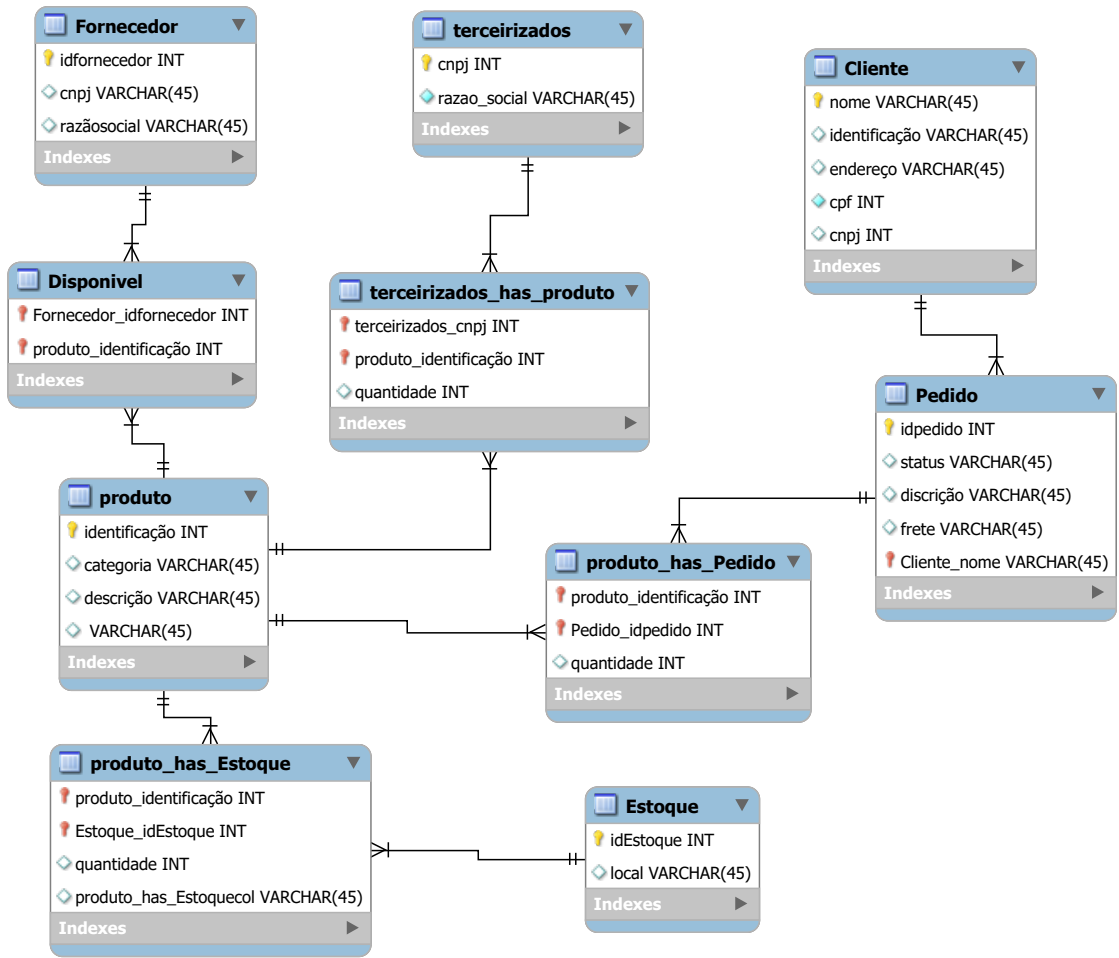 Fornecedor
idfornecedor INT
cnpj VARCHAR(45)
razãosocial VARCHAR(45)
Indexes
terceirizados
cnpj INT
razao_social VARCHAR(45)
Indexes
Cliente
nome VARCHAR(45)
identificação VARCHAR(45)
endereço VARCHAR(45)
cpf INT
cnpj INT
Indexes
Disponivel
Fornecedor_idfornecedor INT
produto_identificação INT
Indexes
terceirizados_has_produto
terceirizados_cnpj INT
produto_identificação INT
quantidade INT
Indexes
Pedido
idpedido INT
status VARCHAR(45)
discrição VARCHAR(45)
frete VARCHAR(45)
Cliente_nome VARCHAR(45)
Indexes
produto
identificação INT
categoria VARCHAR(45)
descrição VARCHAR(45)
VARCHAR(45)
Indexes
produto_has_Pedido
produto_identificação INT
Pedido_idpedido INT
quantidade INT
Indexes
produto_has_Estoque
produto_identificação INT
Estoque_idEstoque INT
quantidade INT
produto_has_Estoquecol VARCHAR(45)
Indexes
Estoque
idEstoque INT
local VARCHAR(45)
Indexes